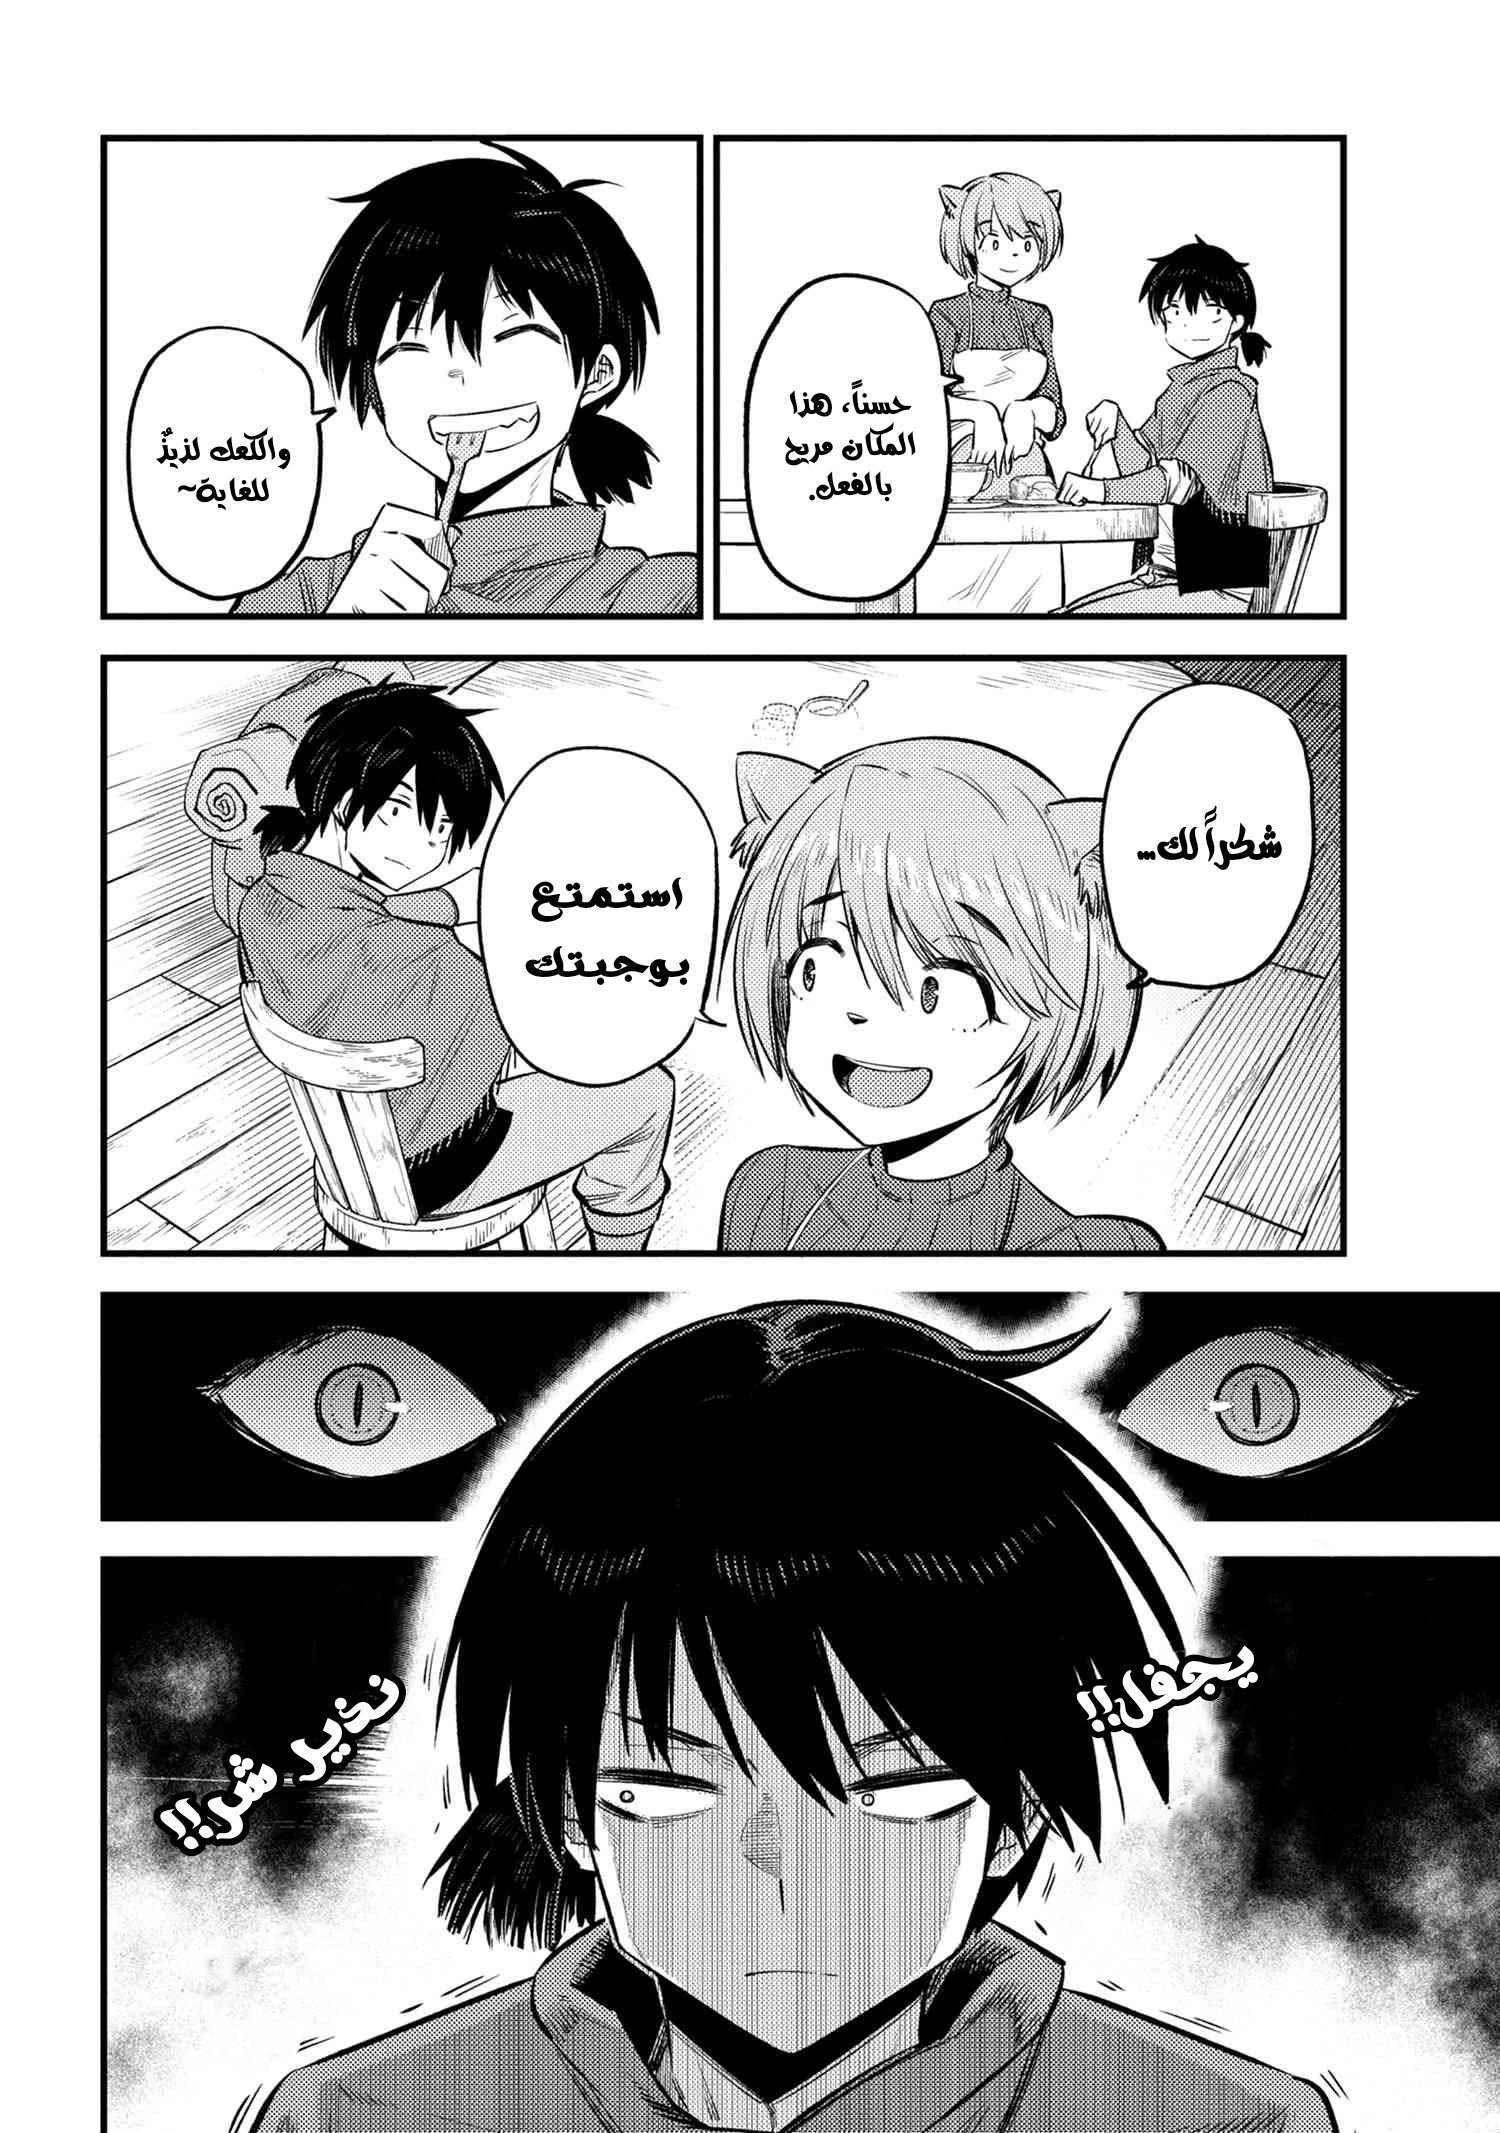 حسناً، هذا
المكان مريح
بالفعل.
والكعك لذيذٌ
للغاية~
شكراً لك...
استمتع
بوجبتك
يجفل!!
نذير شر!!